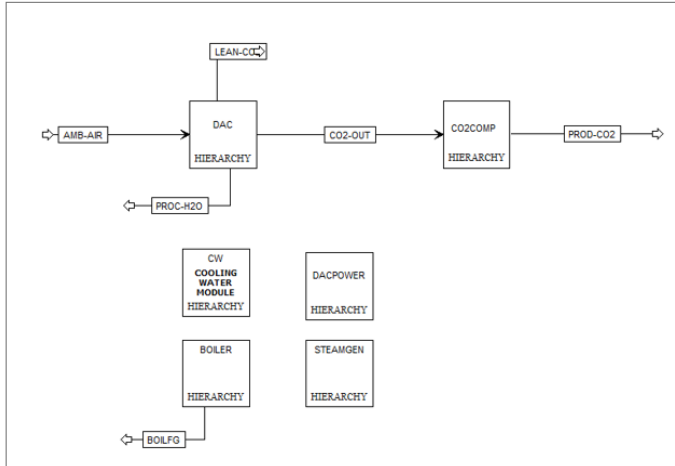 LEAN-CO
DAC
AMB-AIR
HIERARCHY
CO2-OUT
CO2COMP
HIERARCHY
PROD-CO2
PROC-H2O
CW
COOLING
WATER
MODULE
HIERARCHY
DACPOWER
HIERARCHY
BOILER
HIERARCHY
STEAMGEN
HIERARCHY
BOILFG